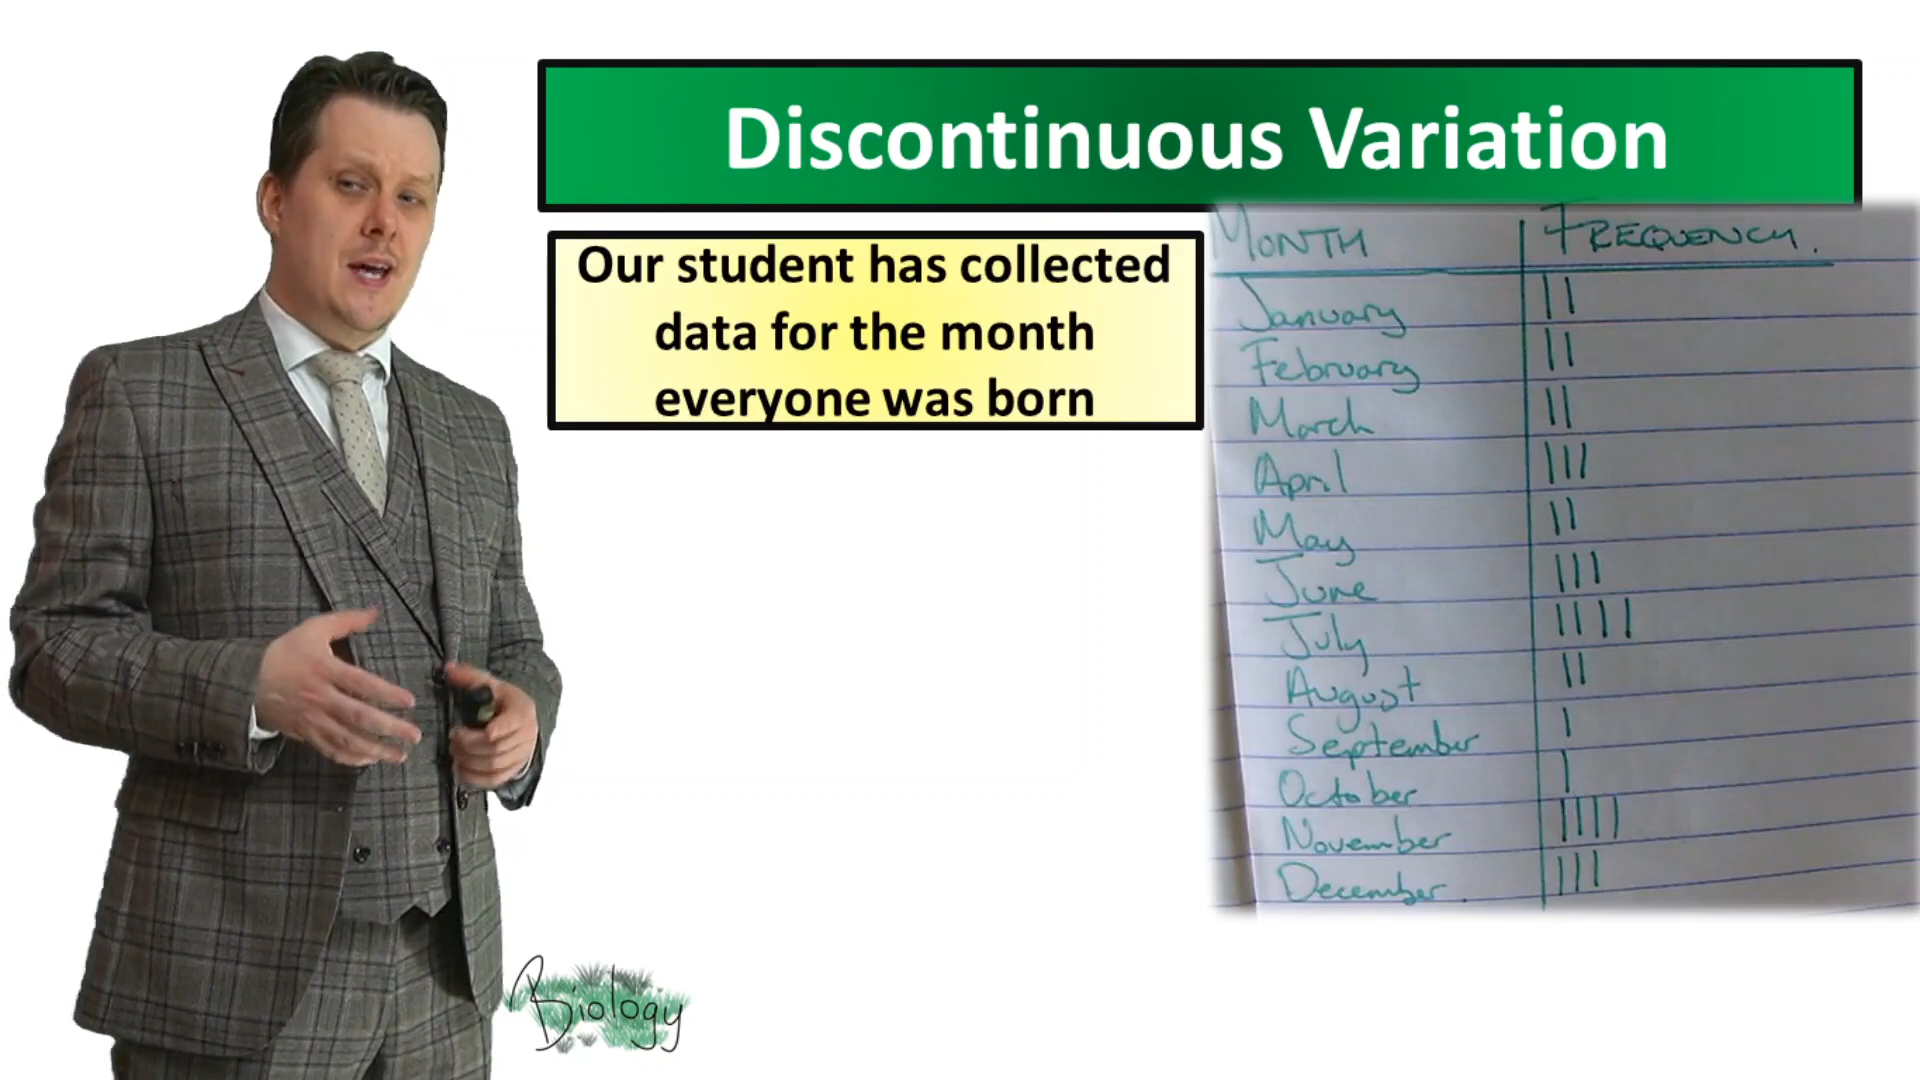 Discontinuous Variation
Our student has collected
data for the month
everyone was born
MONTH FREQUENCY.
January ||
February ||
March ||
April |||
May ||
June |||
July ||||
August ||
September |
October |
November ||||
December. |||
Biology